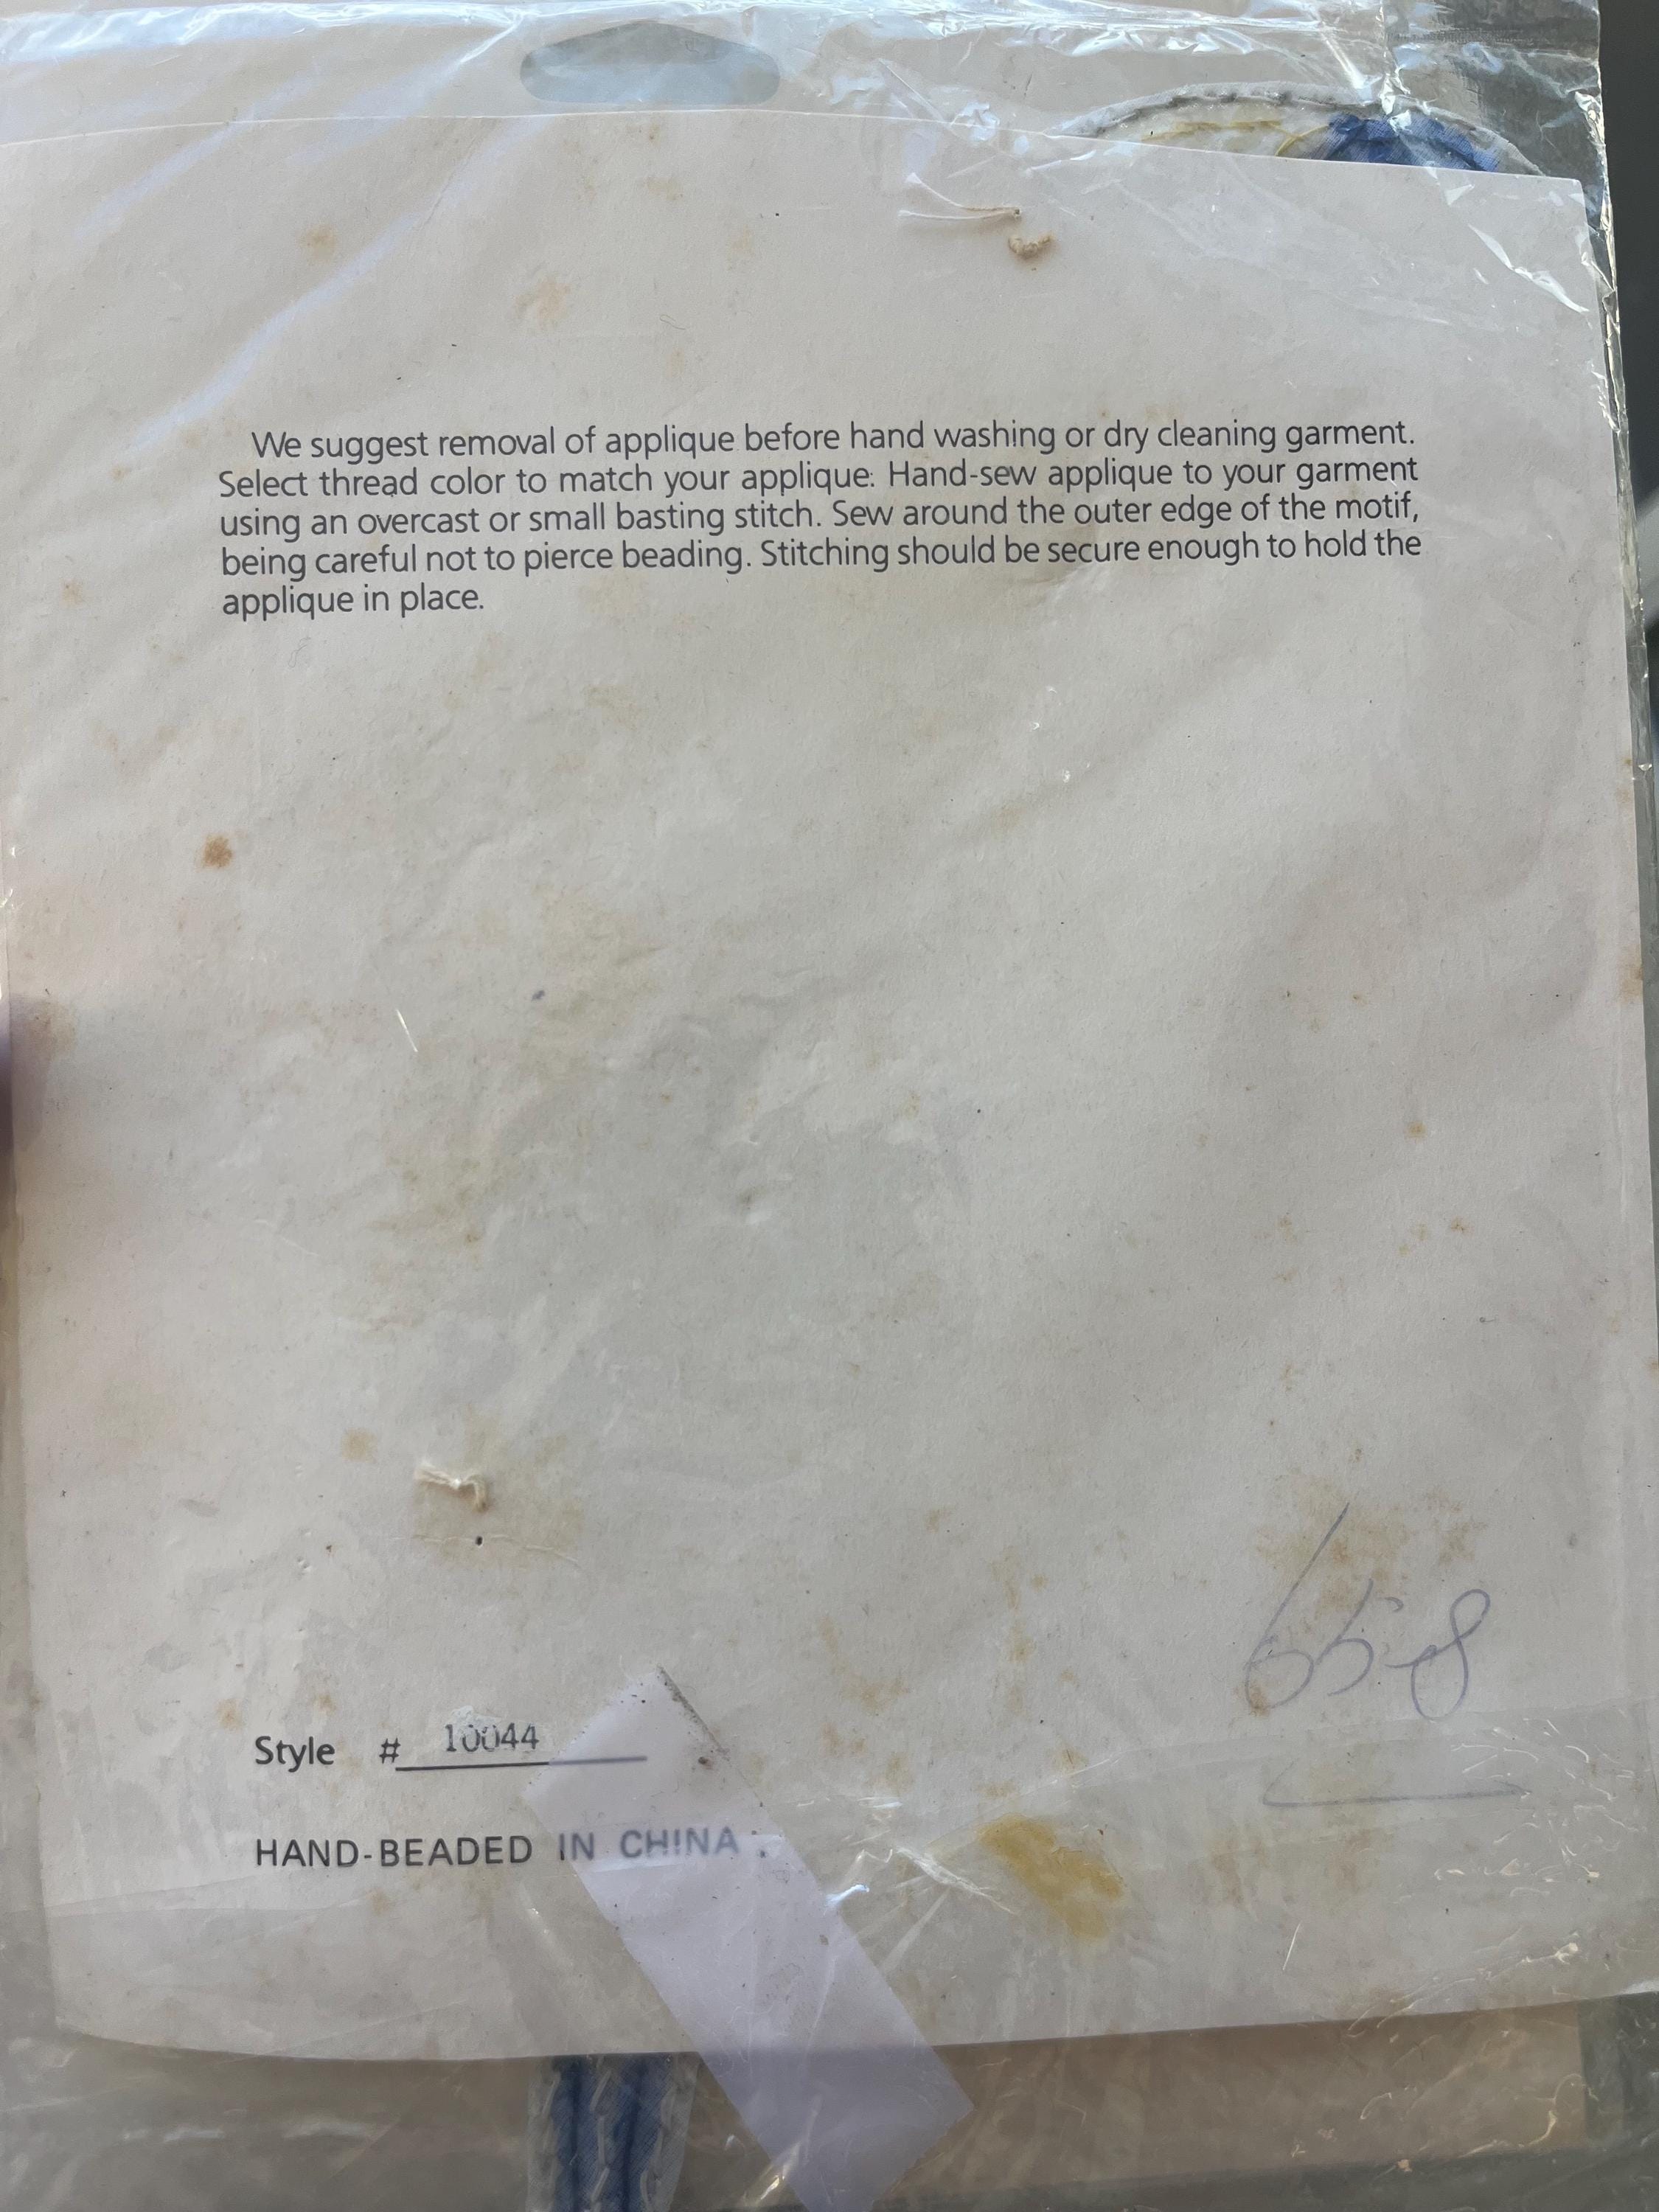 We suggest removal of applique before hand washing or dry cleaning garment.
Select thread color to match your applique. Hand-sew applique to your garment
using an overcast or small basting stitch. Sew around the outer edge of the motif,
being careful not to pierce beading. Stitching should be secure enough to hold the
applique in place.
Style # 10044
HAND-BEADED IN CHINA